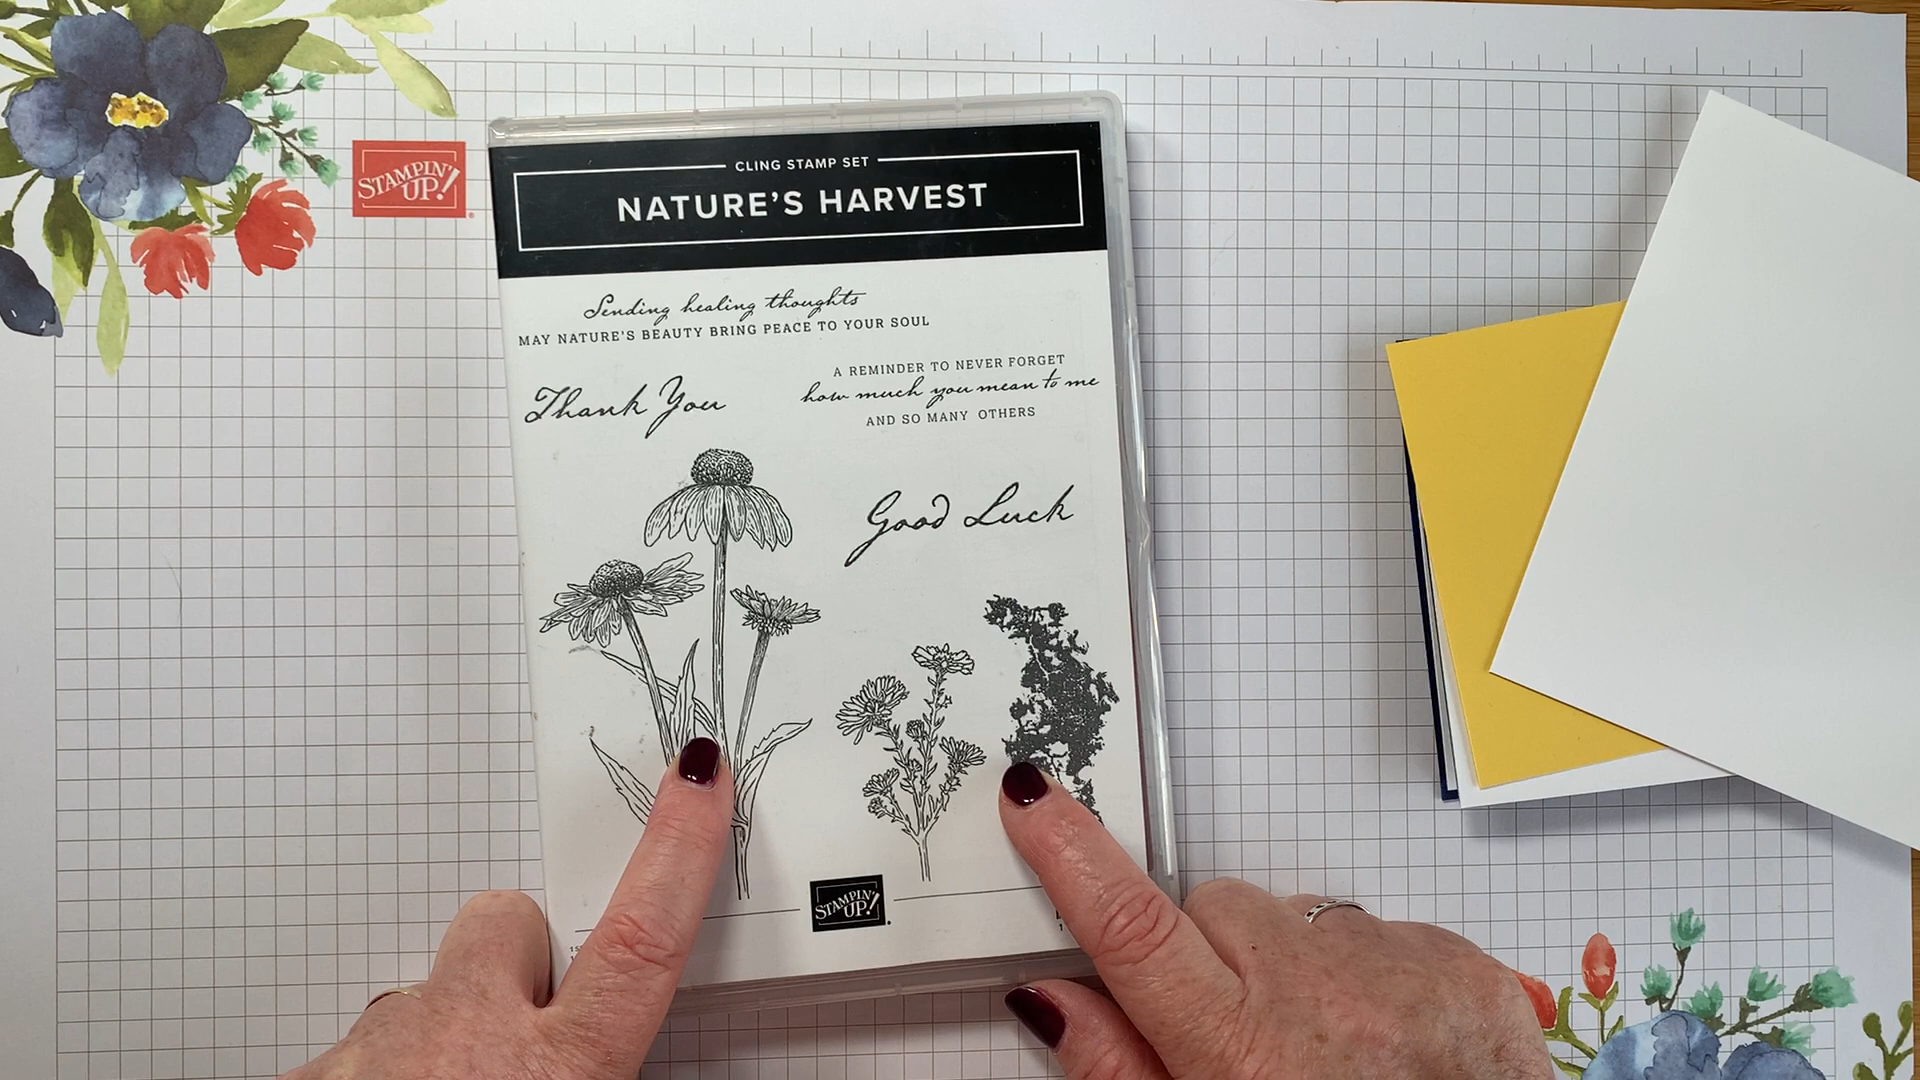 STAMPIN' UP!®
CLING STAMP SET
NATURE'S HARVEST
Sending healing thoughts
MAY NATURE'S BEAUTY BRING PEACE TO YOUR SOUL
A REMINDER TO NEVER FORGET
how much you mean to me
AND SO MANY OTHERS
Thank You
Good Luck
STAMPIN' UP!®